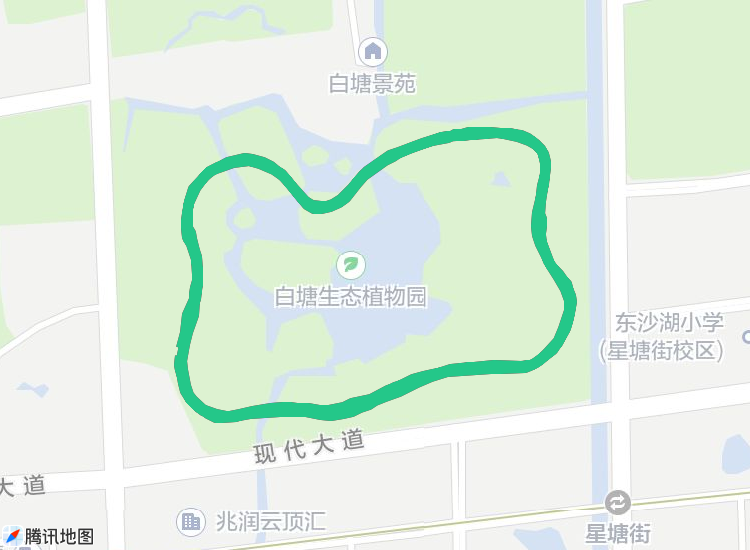 白塘景苑
白塘生态植物园
东沙湖小学
(星塘街校区)
现代大道
大道
兆润云顶汇
星塘街
腾讯地图